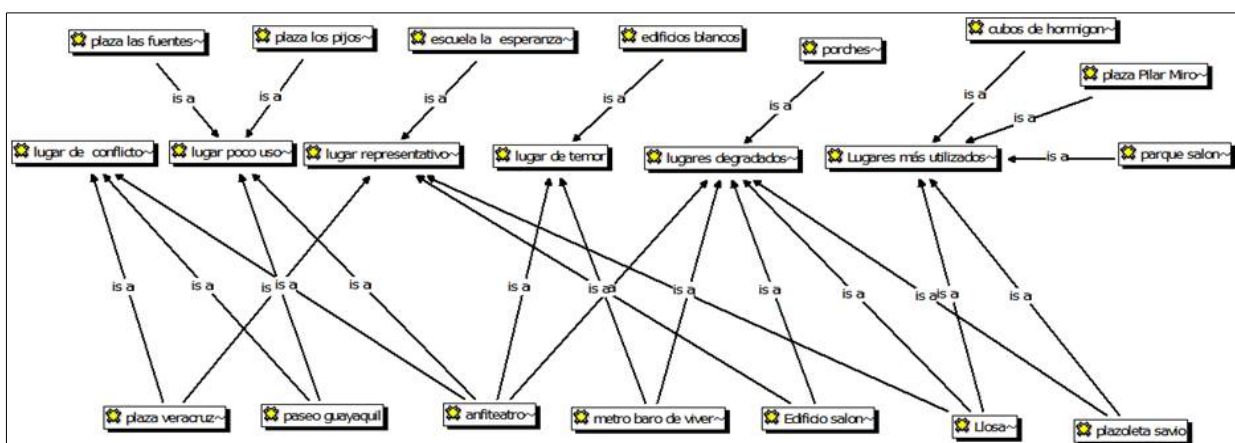 plaza las fuentes~
plaza los pijos~
escuela la esperanza~
edificios blancos
porches~
cubos de hormigon~
plaza Pilar Miro~
is a
is a
is a
is a
is a
is a
is a
lugar de conflicto~
lugar poco uso~
lugar representativo~
lugar de temor
lugares degradados~
Lugares más utilizados~
is a
parque salon~
is a
is a
is a
is a
is a
is a
is a
is a
is a
is a
is a
is a
is a
plaza veracruz~
paseo guayaquil
anfiteatro~
metro baro de viver~
Edificio salon~
Llosa~
plazoleta savio